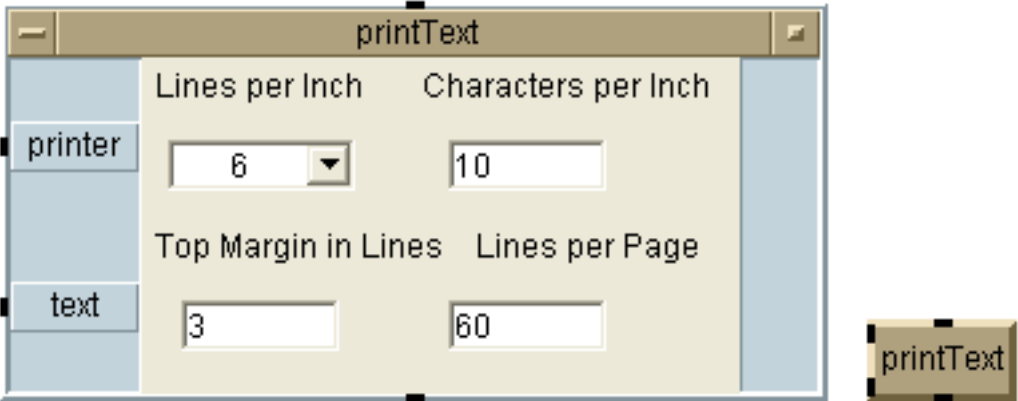 printText
Lines per Inch Characters per Inch
printer
6 10
Top Margin in Lines Lines per Page
text
3 60
printText